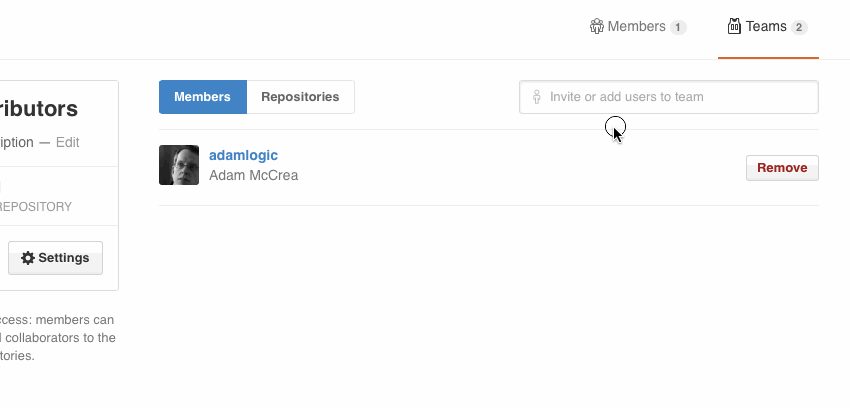 Members 1
Teams 2
ributors
iption — Edit
REPOSITORY
Settings
ccess: members can
l collaborators to the
tories.
Members
Repositories
Invite or add users to team
adamlogic
Adam McCrea
Remove